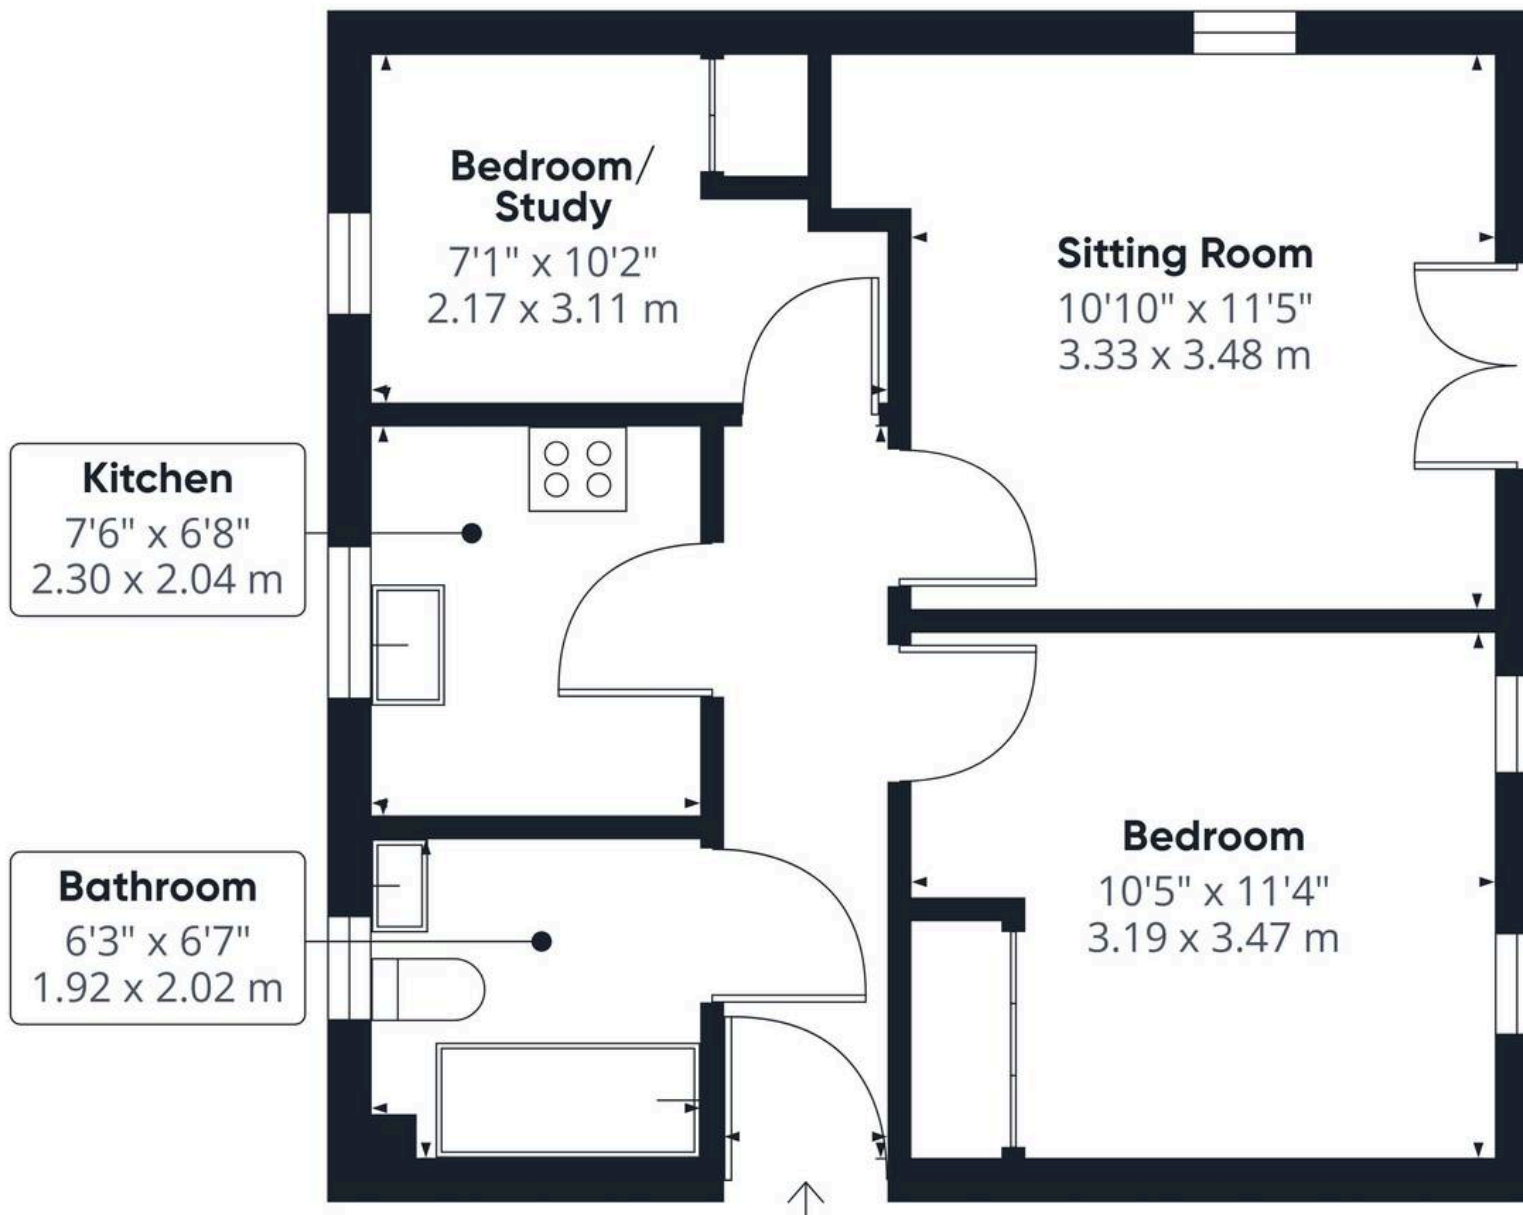 Bedroom/
Study
7'1" x 10'2"
2.17 x 3.11 m
Sitting Room
10'10" x 11'5"
3.33 x 3.48 m
Kitchen
7'6" x 6'8"
2.30 x 2.04 m
Bathroom
6'3" x 6'7"
1.92 x 2.02 m
Bedroom
10'5" x 11'4"
3.19 x 3.47 m